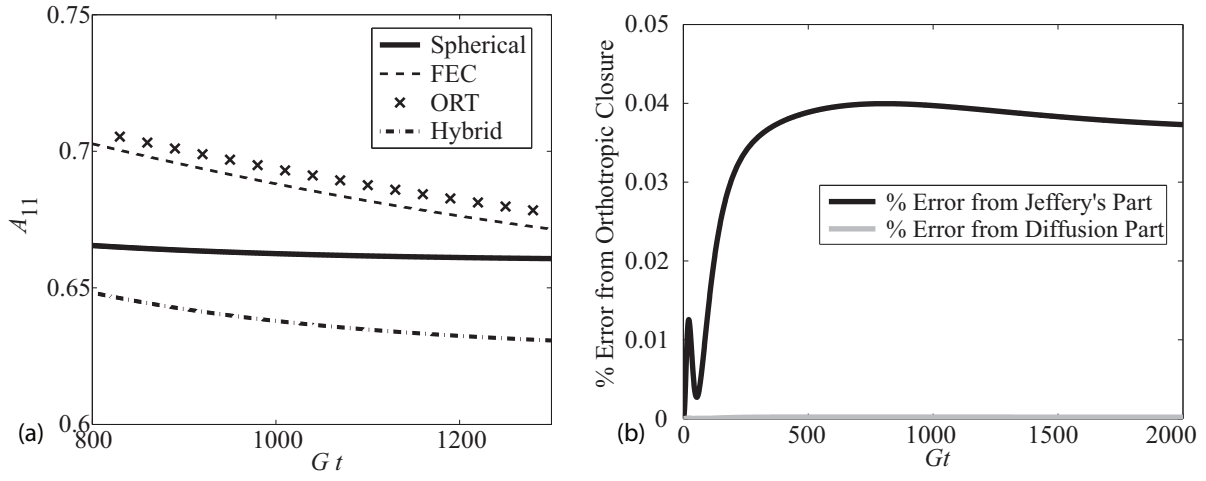 0.75
0.7
0.65
0.6
A11
800
1000
1200
G t
Spherical
FEC
ORT
Hybrid
(a)
0.05
0.04
0.03
0.02
0.01
0
% Error from Orthotropic Closure
0
500
1000
1500
2000
Gt
% Error from Jeffery's Part
% Error from Diffusion Part
(b)